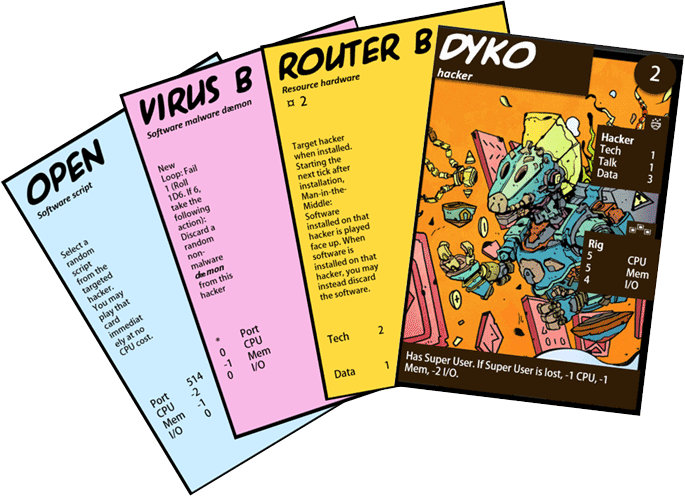 OPEN
Software script
Select a
random
script
from the
targeted
hacker.
You may
play that
card
immediat
ely at no
CPU cost.
Port 514
CPU -2
Mem -1
I/O 0
VIRUS B
Software malware dæmon
New
Loop: Fail
1 (Roll
1D6. If 6,
take the
following
action):
Discard a
random
non-
malware
dæmon
from this
hacker
* Port
0 CPU
-1 Mem
0 I/O
ROUTER B
Resource hardware
¤ 2
Target hacker
when installed.
Starting the
next tick after
installation,
Man-in-the-
Middle:
Software
installed on that
hacker is played
face up. When
software is
installed on that
hacker, you may
instead discard
the software.
Tech 2
Data 1
DYKO
hacker
2
Hacker
Tech 1
Talk 1
Data 3
Rig
5 CPU
5 Mem
4 I/O
Has Super User. If Super User is lost, -1 CPU, -1
Mem, -2 I/O.